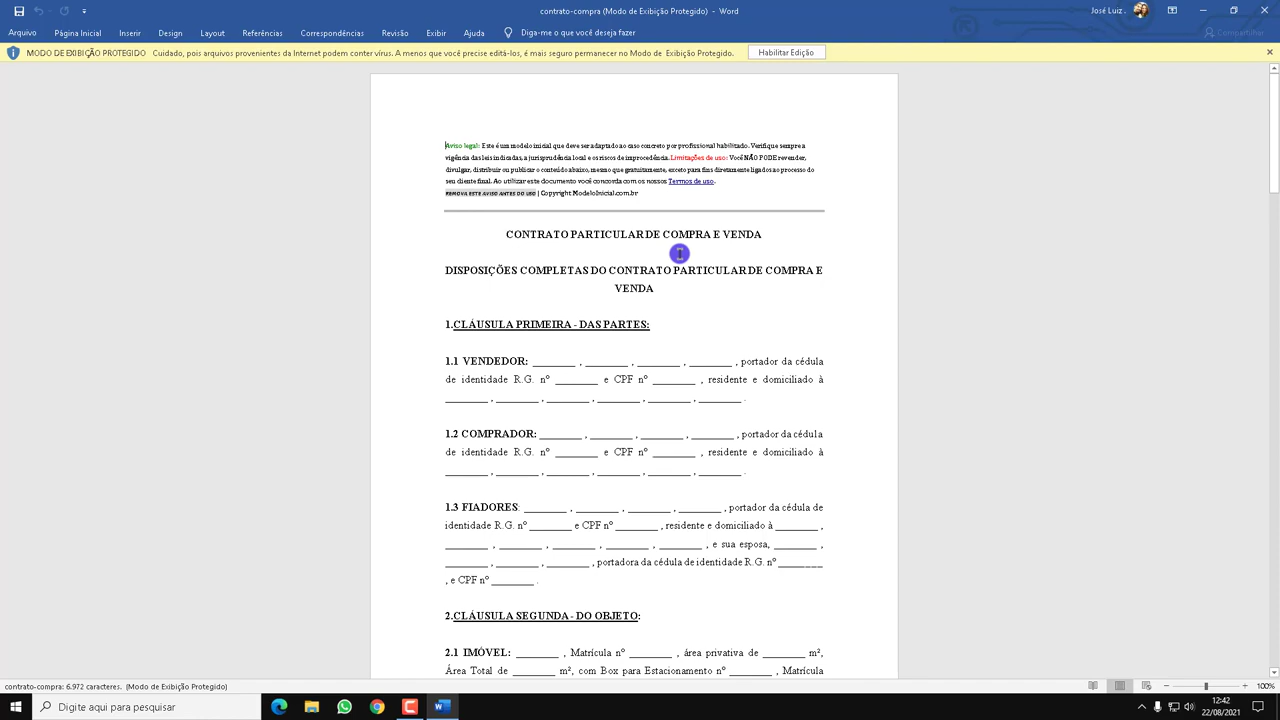 contrato-compra (Modo de Exibição Protegido) - Word
José Luiz .
Arquivo Página Inicial Inserir Design Layout Referências Correspondências Revisão Exibir Ajuda Diga-me o que você deseja fazer Compartilhar
MODO DE EXIBIÇÃO PROTEGIDO Cuidado, pois arquivos provenientes da Internet podem conter vírus. A menos que você precise editá-los, é mais seguro permanecer no Modo de Exibição Protegido. Habilitar Edição
Aviso legal: Este é um modelo inicial que deve ser adaptado ao caso concreto por profissional habilitado. Verifique sempre a
vigência das leis indicadas, a jurisprudência local e os riscos de improcedência. Limitações de uso: Você NÃO PODE revender,
divulgar, distribuir ou publicar o conteúdo abaixo, mesmo que gratuitamente, exceto para fins diretamente ligados ao processo do
seu cliente final. Ao utilizar este documento você concorda com os nossos Termos de uso.
REMOVA ESTE AVISO ANTES DO USO | Copyright ModeloInicial.com.br
CONTRATO PARTICULAR DE COMPRA E VENDA
DISPOSIÇÕES COMPLETAS DO CONTRATO PARTICULAR DE COMPRA E
VENDA
1.CLÁUSULA PRIMEIRA - DAS PARTES:
1.1 VENDEDOR: ________ , ________ , ________ , ________ , portador da cédula
de identidade R.G. nº ________ e CPF nº ________ , residente e domiciliado à
________ , ________ , ________ , ________ , ________ , ________ .
1.2 COMPRADOR: ________ , ________ , ________ , ________ , portador da cédula
de identidade R.G. nº ________ e CPF nº ________ , residente e domiciliado à
________ , ________ , ________ , ________ , ________ , ________ .
1.3 FIADORES: ________ , ________ , ________ , ________ , portador da cédula de
identidade R.G. nº ________ e CPF nº ________ , residente e domiciliado à ________ ,
________ , ________ , ________ , ________ , ________ , e sua esposa, ________ ,
________ , ________ , ________ , portadora da cédula de identidade R.G. nº ________
, e CPF nº ________ .
2.CLÁUSULA SEGUNDA - DO OBJETO:
2.1 IMÓVEL: ________ , Matrícula nº ________ , área privativa de ________ m²,
Área Total de ________ m², com Box para Estacionamento nº ________ , Matrícula
contrato-compra: 6.972 caracteres. (Modo de Exibição Protegido) 100%
Digite aqui para pesquisar
12:42
22/08/2021